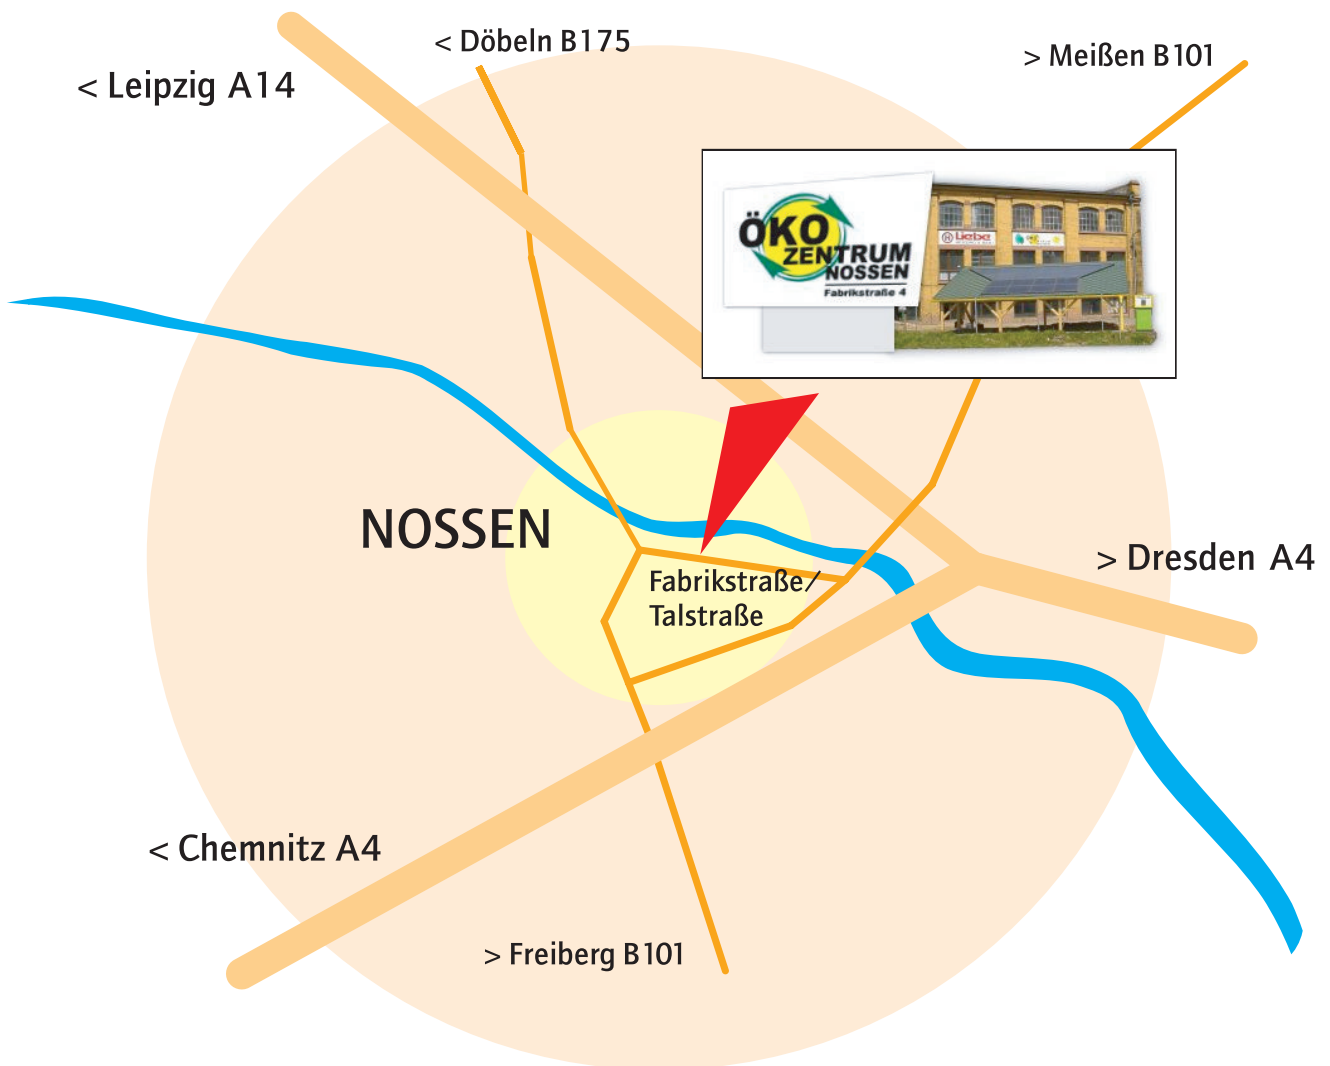 < Döbeln B175
> Meißen B101
< Leipzig A14
ÖKO
ZENTRUM
NOSSEN
Fabrikstraße 4
Liebe
NOSSEN
> Dresden A4
Fabrikstraße/
Talstraße
< Chemnitz A4
> Freiberg B101